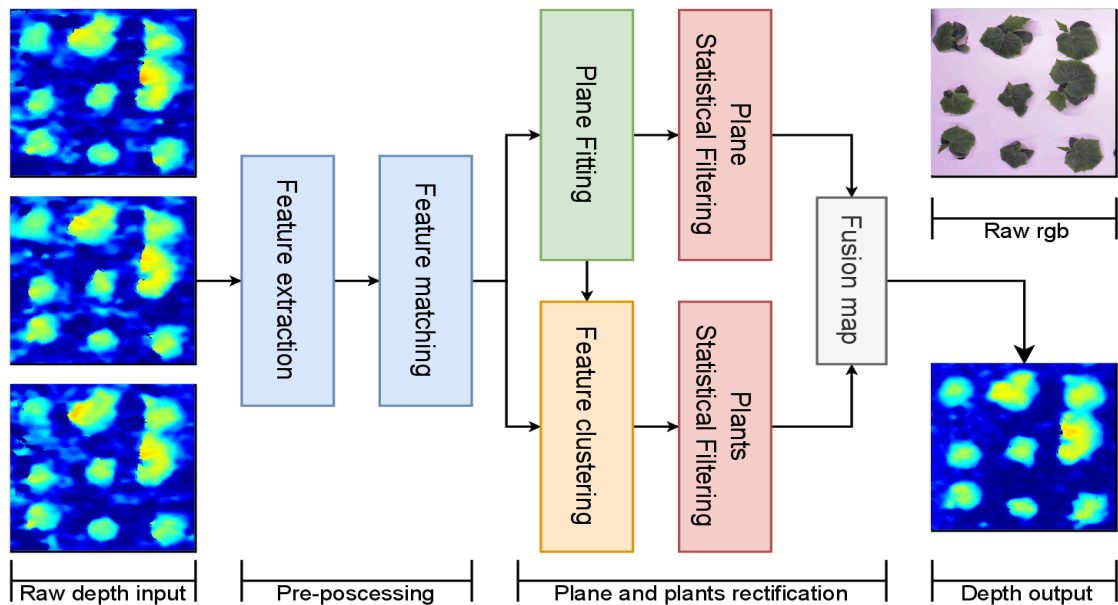 Feature extraction
Feature matching
Plane Fitting
Plane
Statistical Filtering
Feature clustering
Plants
Statistical Filtering
Fusion map
Raw rgb
Raw depth input
Pre-poscessing
Plane and plants rectification
Depth output